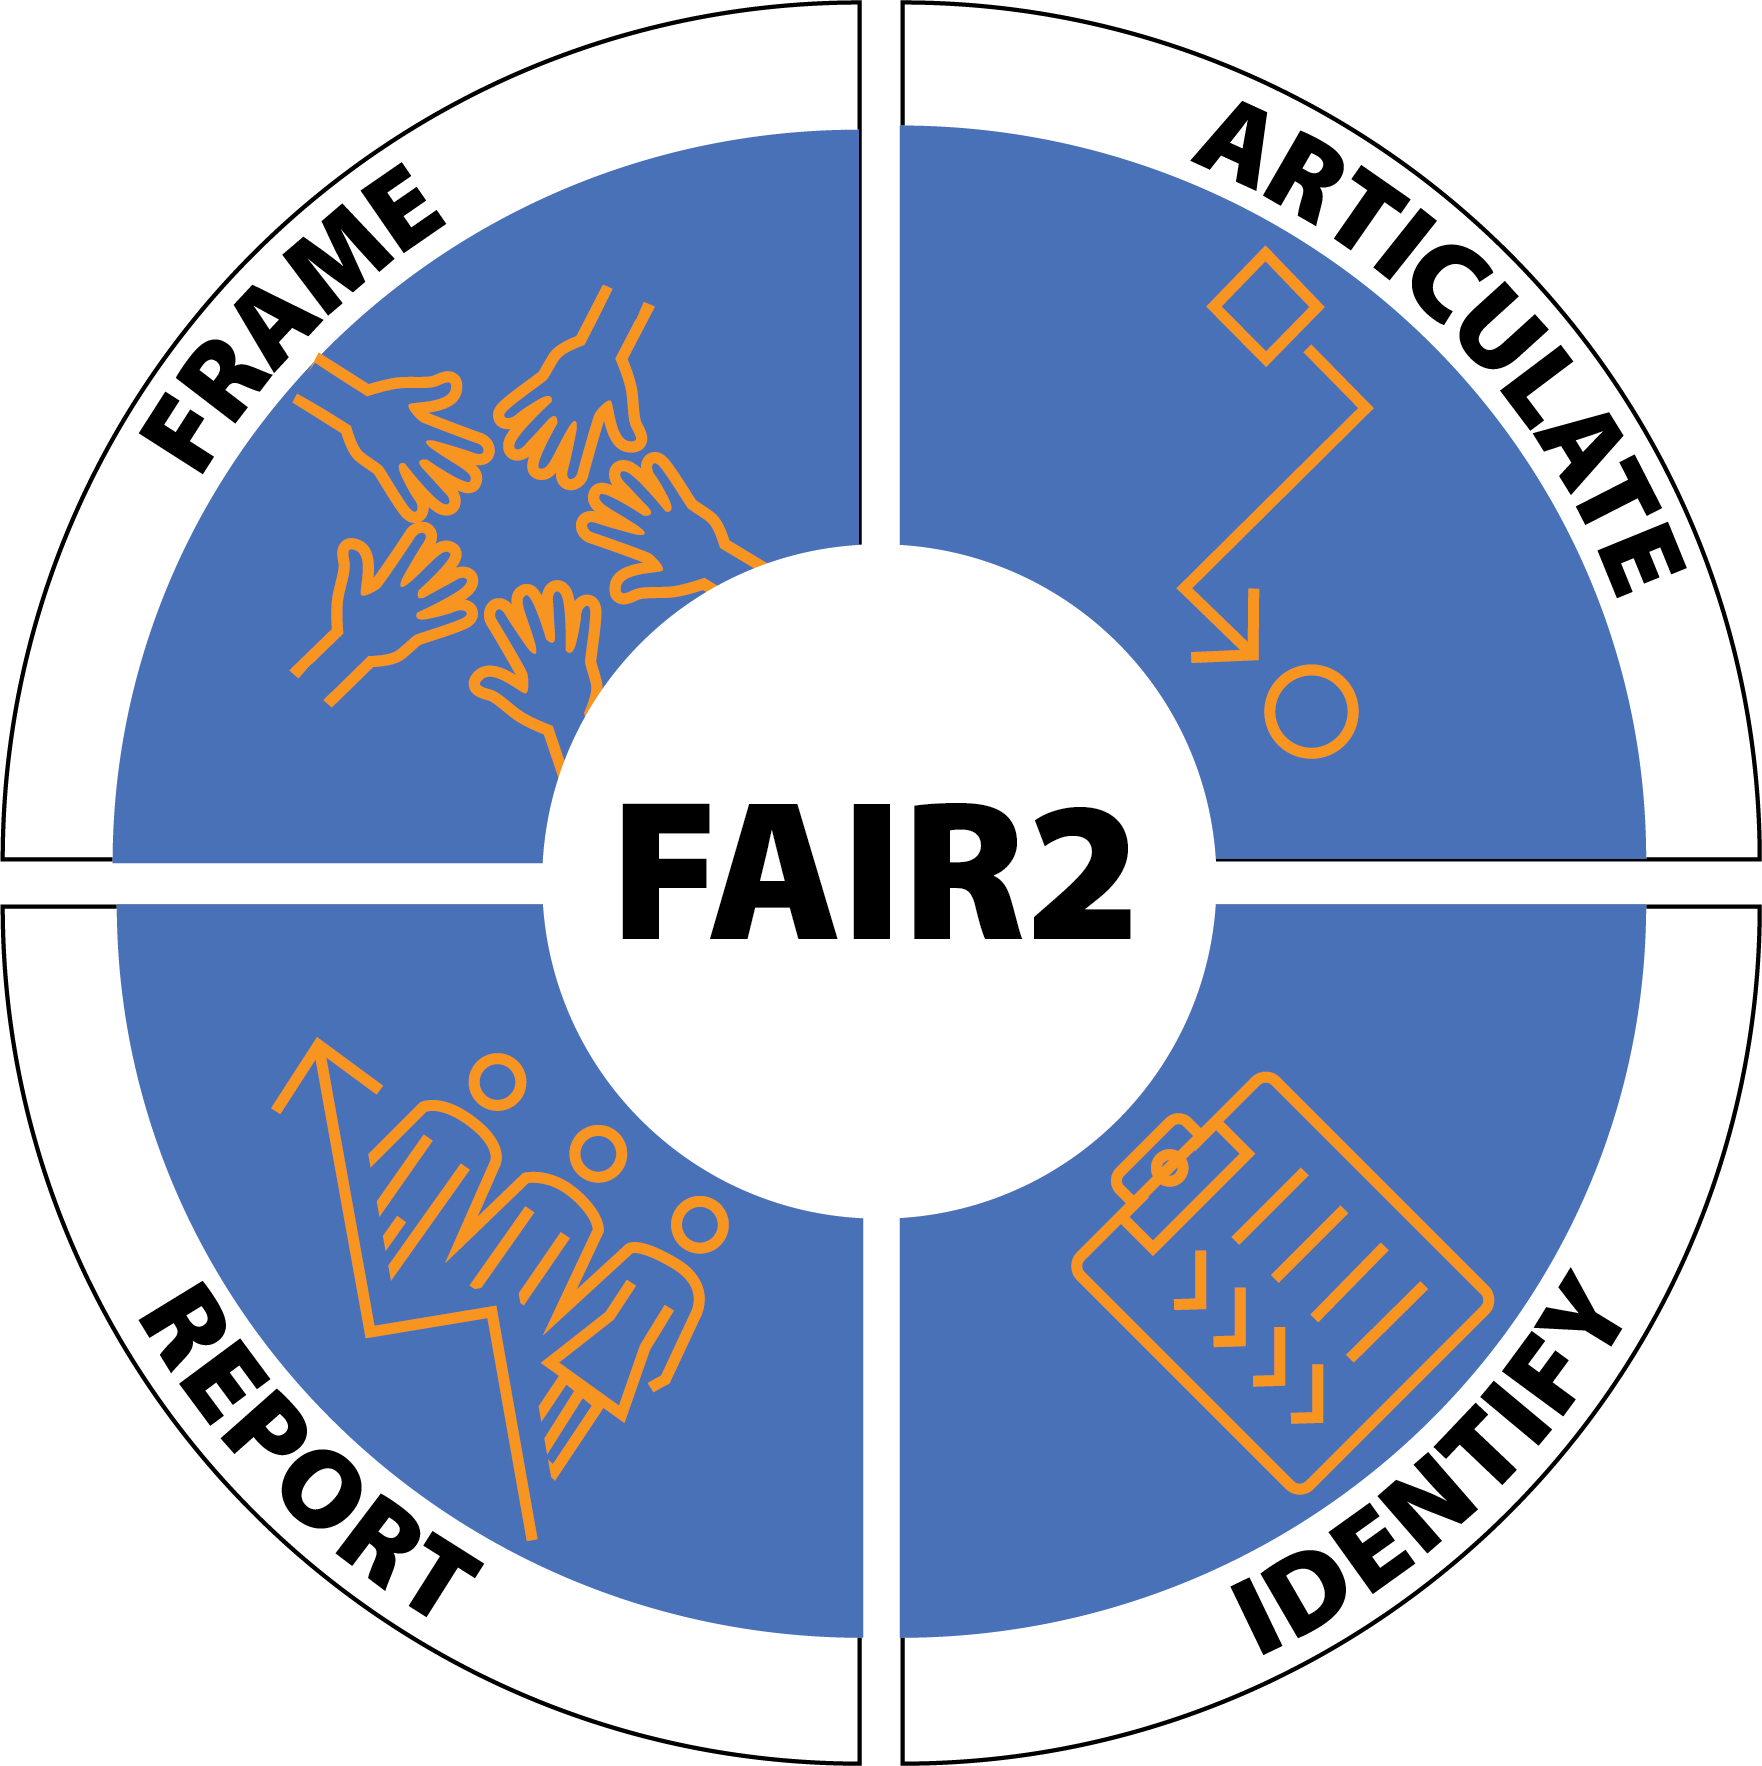 FRAME
ARTICULATE
FAIR2
REPORT
IDENTIFY